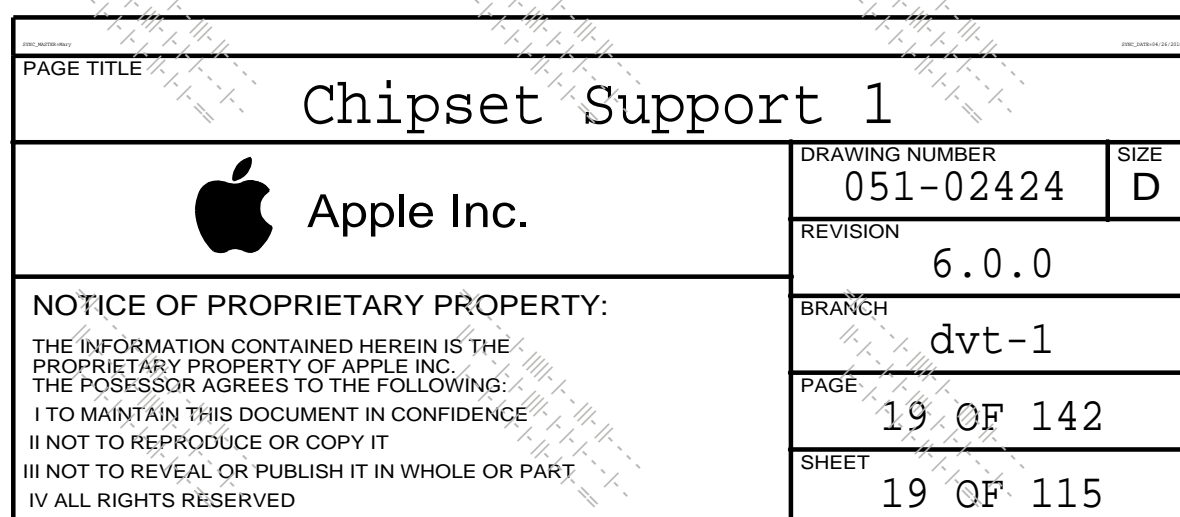 SYNC_MASTER=Mary
PAGE TITLE
Chipset Support 1
Apple Inc.
DRAWING NUMBER
051-02424
SIZE
D
REVISION
6.0.0
NOTICE OF PROPRIETARY PROPERTY:
THE INFORMATION CONTAINED HEREIN IS THE
PROPRIETARY PROPERTY OF APPLE INC.
THE POSESSOR AGREES TO THE FOLLOWING:
I TO MAINTAIN THIS DOCUMENT IN CONFIDENCE
II NOT TO REPRODUCE OR COPY IT
III NOT TO REVEAL OR PUBLISH IT IN WHOLE OR PART
IV ALL RIGHTS RESERVED
BRANCH
dvt-1
PAGE
19 OF 142
SHEET
19 OF 115